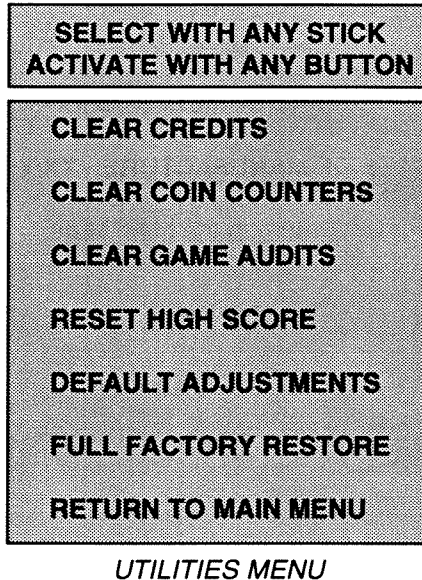 SELECT WITH ANY STICK
ACTIVATE WITH ANY BUTTON
CLEAR CREDITS
CLEAR COIN COUNTERS
CLEAR GAME AUDITS
RESET HIGH SCORE
DEFAULT ADJUSTMENTS
FULL FACTORY RESTORE
RETURN TO MAIN MENU
UTILITIES MENU